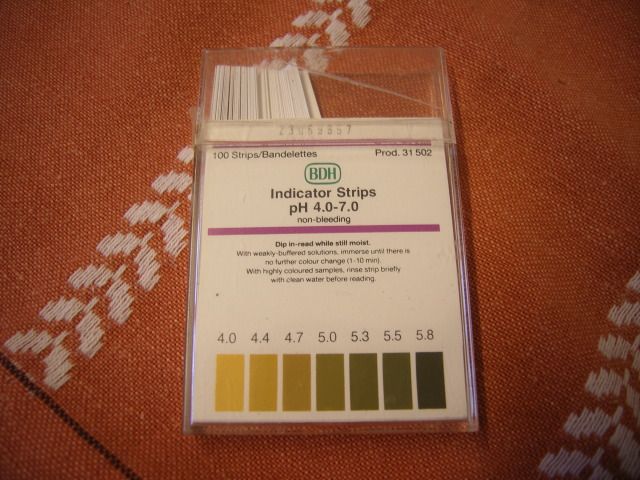 23069557
100 Strips/Bandelettes Prod. 31 502
BDH
Indicator Strips
pH 4.0-7.0
non-bleeding
Dip in-read while still moist.
With weakly-buffered solutions, immerse until there is
no further colour change (1-10 min).
With highly coloured samples, rinse strip briefly
with clean water before reading.
4.0 4.4 4.7 5.0 5.3 5.5 5.8